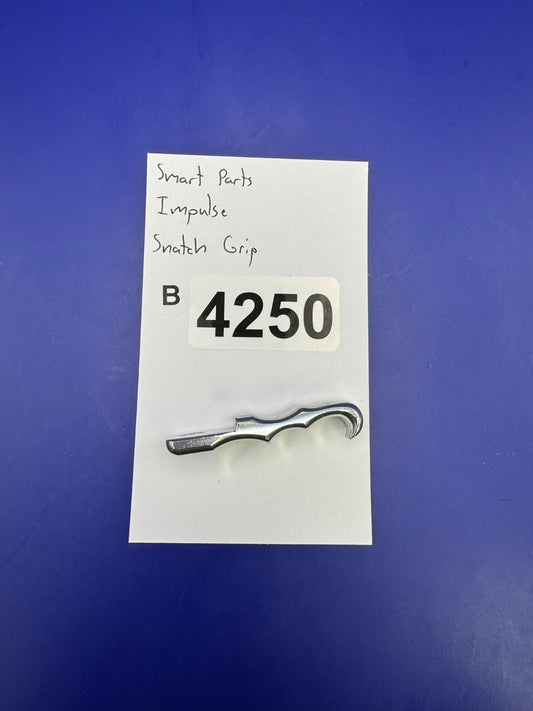 Smart Parts
Impulse
Snatch Grip
B 4250